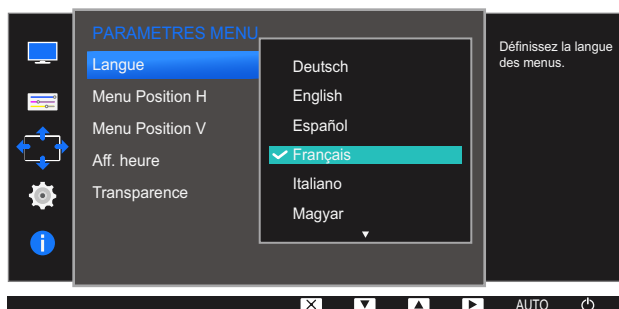 PARAMETRES MENU
Langue
Menu Position H
Menu Position V
Aff. heure
Transparence
Deutsch
English
Español
Français
Italiano
Magyar
Définissez la langue
des menus.
AUTO